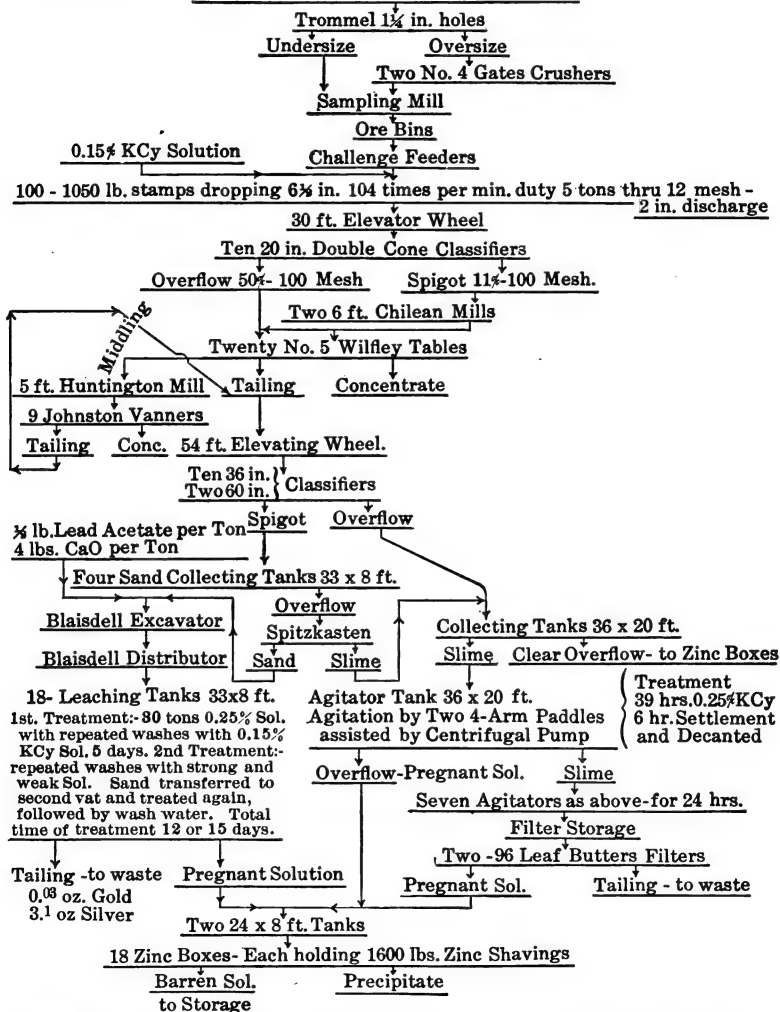 Trommel 1¼ in. holes
Undersize Oversize
Two No. 4 Gates Crushers
Sampling Mill
Ore Bins
0.15% KCy Solution
Challenge Feeders
100 - 1050 lb. stamps dropping in. 104 times per min. duty 5 tons thru 12 mesh -
2 in. discharge
30 ft. Elevator Wheel
Ten 20 in. Double Cone Classifiers
Overflow 50%- 100 Mesh Spigot 11%-100 Mesh.
Two 6 ft. Chilean Mills
Middling
Twenty No. 5 Wilfley Tables
5 ft. Huntington Mill Tailing Concentrate
9 Johnston Vanners
Tailing Conc. 54 ft. Elevating Wheel.
Ten 36 in.
Two 60 in. } Classifiers
Spigot Overflow
lb. Lead Acetate per Ton
4 lbs. CaO per Ton
Four Sand Collecting Tanks 33 x 8 ft.
Overflow
Blaisdell Excavator Spitzkasten Collecting Tanks 36 x 20 ft.
Blaisdell Distributor Sand Slime Slime Clear Overflow- to Zinc Boxes
18- Leaching Tanks 33x8 ft.
1st. Treatment:- 80 tons 0.25% Sol.
with repeated washes with 0.15%
KCy Sol. 5 days. 2nd Treatment:-
repeated washes with strong and
weak Sol. Sand transferred to
second vat and treated again,
followed by wash water. Total
time of treatment 12 or 15 days.
Agitator Tank 36 x 20 ft.
Agitation by Two 4-Arm Paddles
assisted by Centrifugal Pump
Treatment
39 hrs. 0.25%KCy
6 hr. Settlement
and Decanted
Overflow-Pregnant Sol. Slime
Seven Agitators as above-for 24 hrs.
Filter Storage
Two -96 Leaf Butters Filters
Tailing -to waste
0.03 oz. Gold
3.1 oz Silver
Pregnant Solution Pregnant Sol. Tailing - to waste
Two 24 x 8 ft. Tanks
18 Zinc Boxes- Each holding 1600 lbs. Zinc Shavings
Barren Sol. Precipitate
to Storage